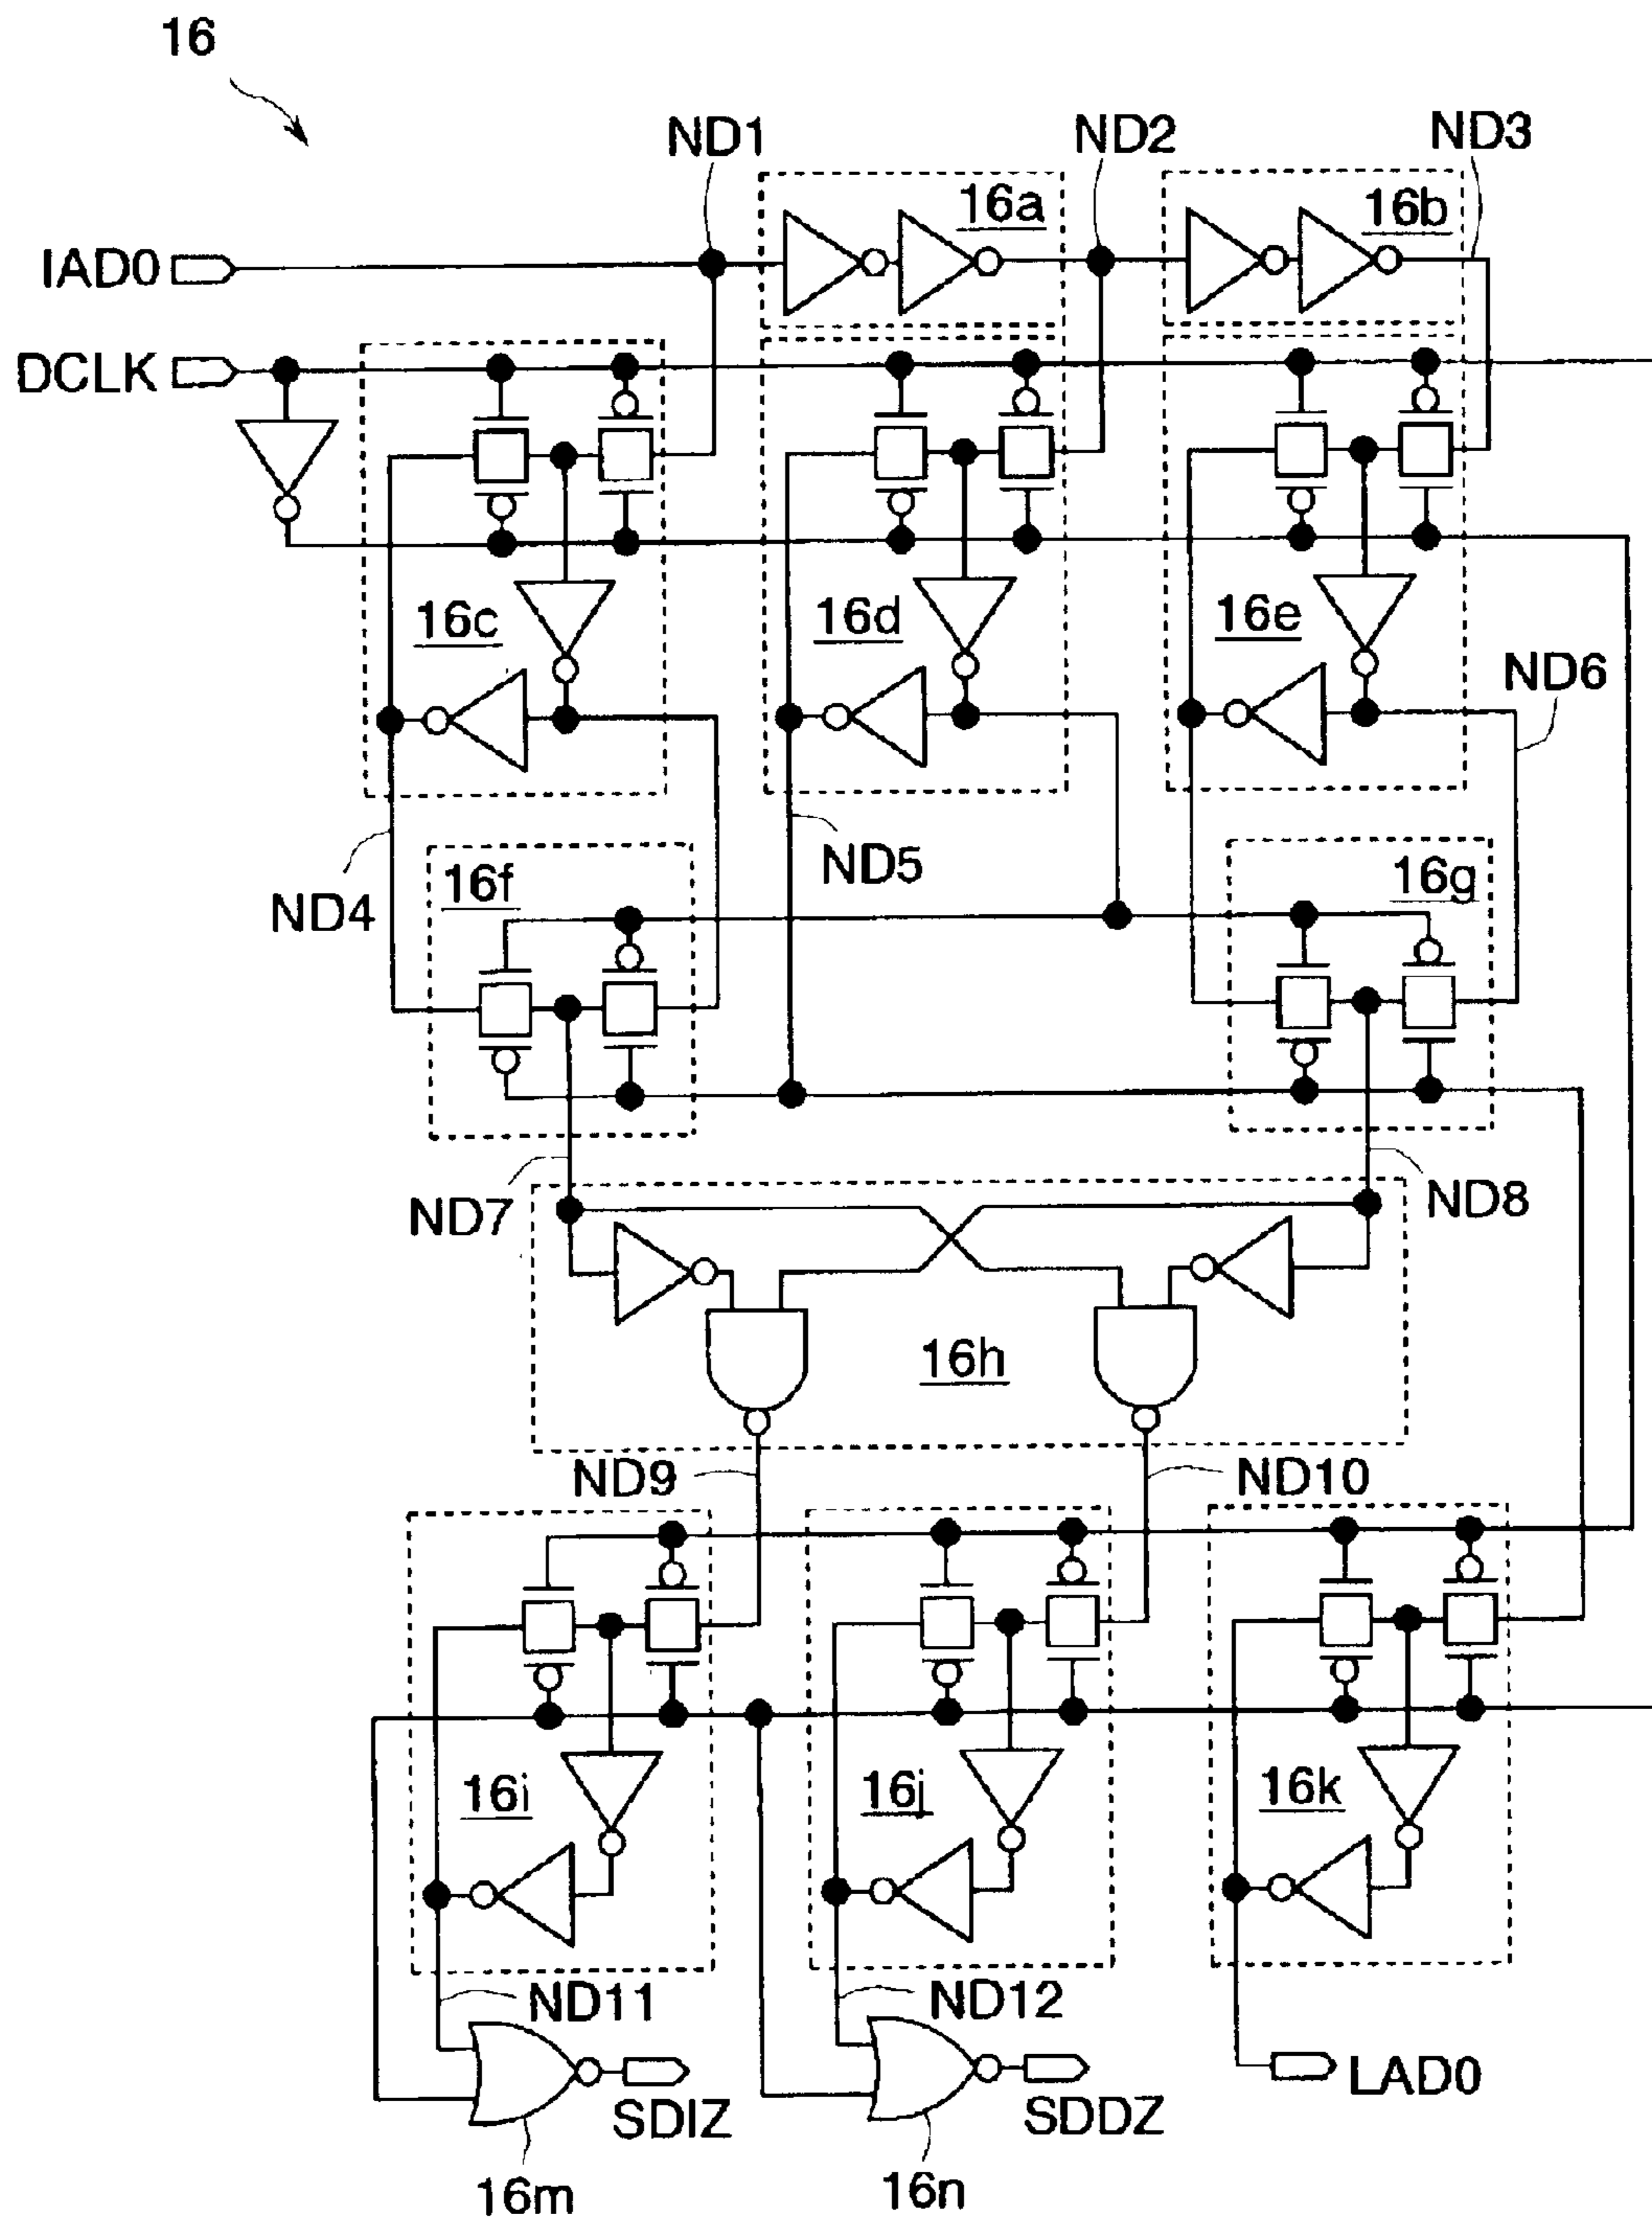 16
ND1
ND2
ND3
16a
16b
IAD0
DCLK
16c
16d
16e
ND6
ND4
16f
ND5
16g
ND7
ND8
16h
ND9
ND10
16i
16j
16k
ND11
ND12
SDIZ
SDDZ
LAD0
16m
16n